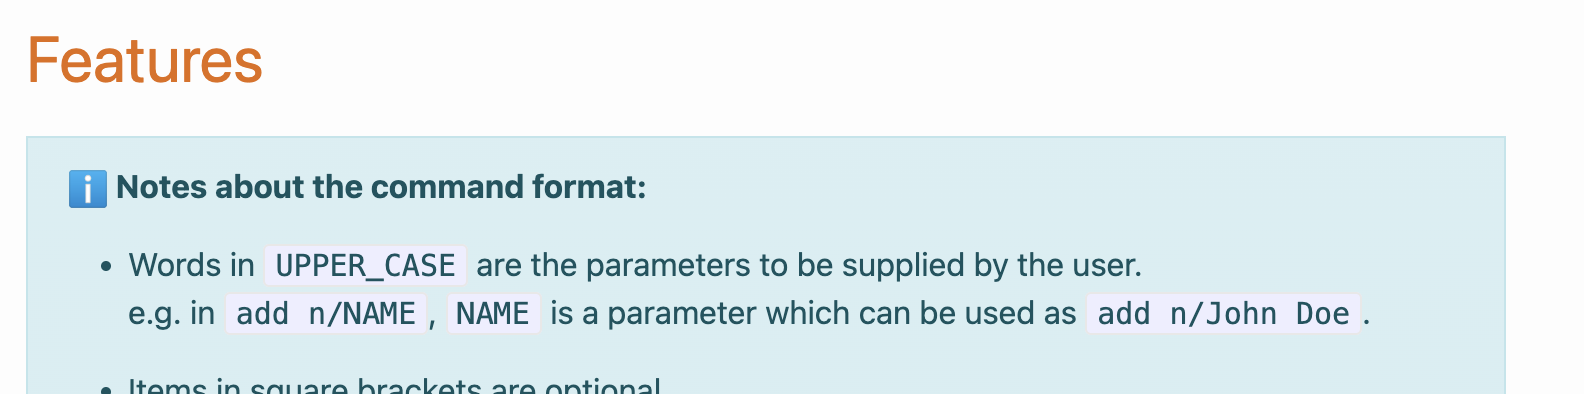 Features
ℹ️ Notes about the command format:
• Words in UPPER_CASE are the parameters to be supplied by the user.
e.g. in add n/NAME, NAME is a parameter which can be used as add n/John Doe.
• Items in square brackets are optional